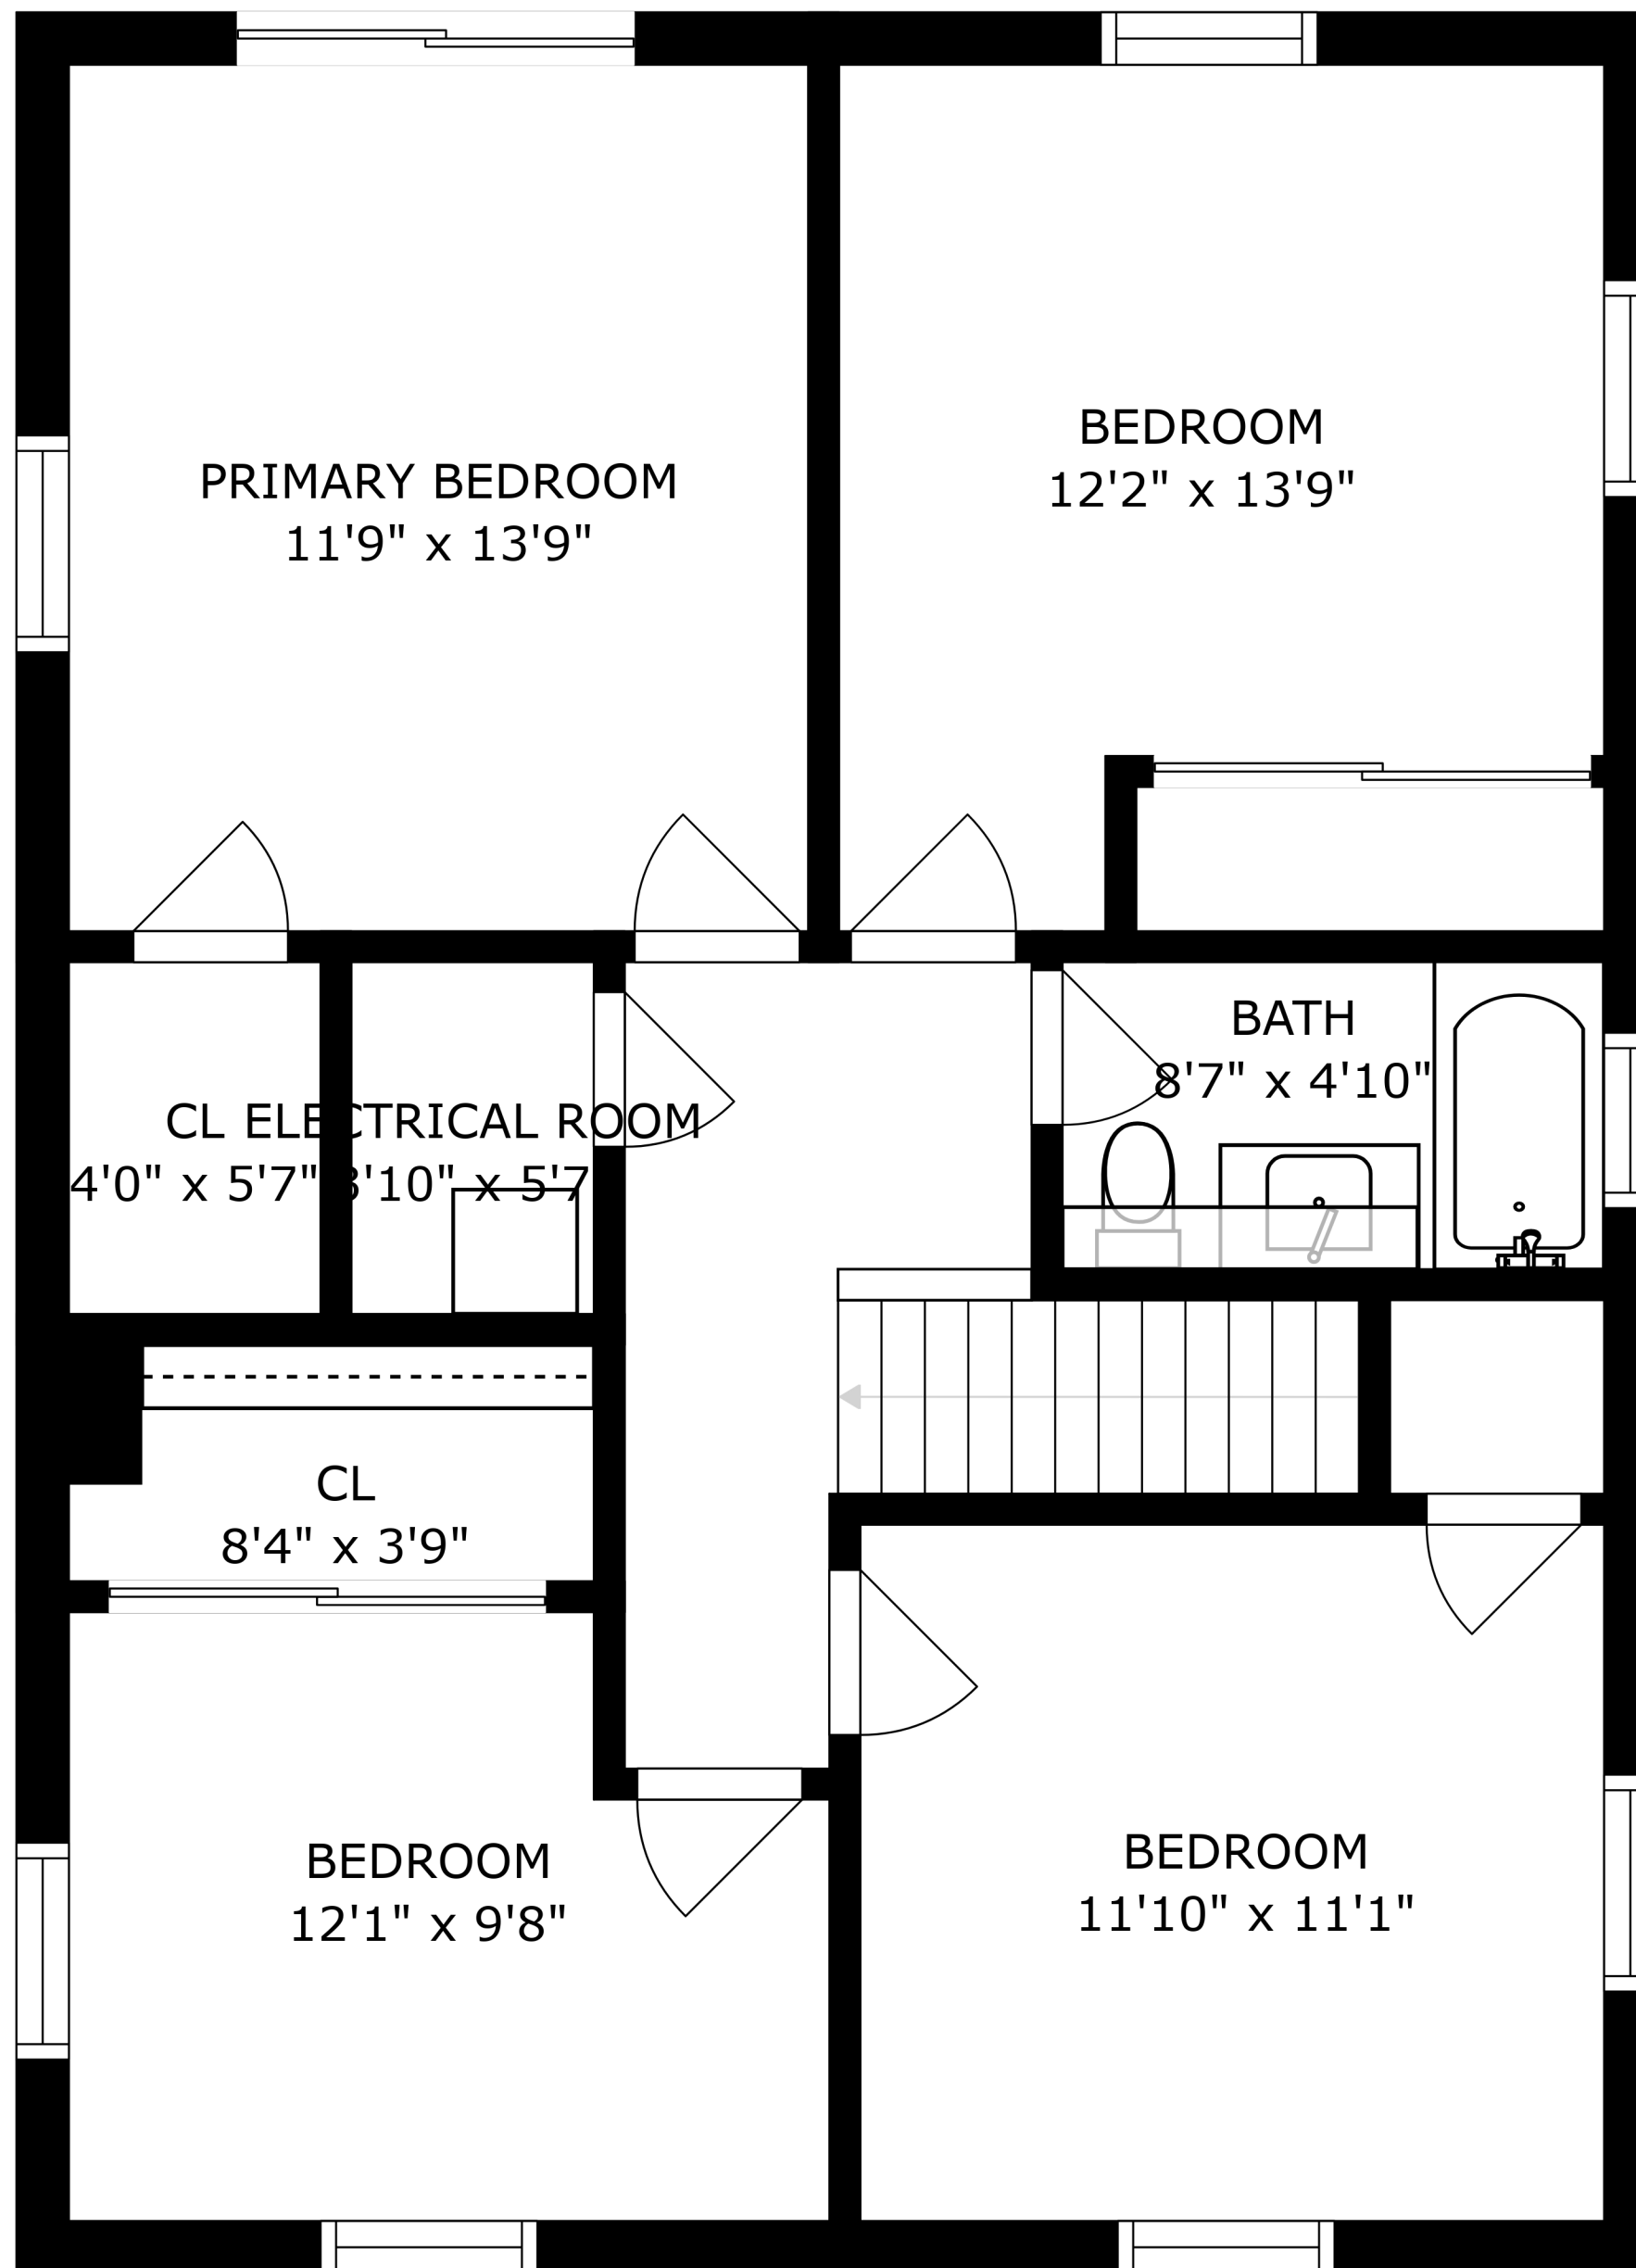 PRIMARY BEDROOM
11'9" x 13'9"
BEDROOM
12'2" x 13'9"
BATH
8'7" x 4'10"
CL
4'0" x 5'7"
ELECTRICAL ROOM
3'10" x 5'7
CL
8'4" x 3'9"
BEDROOM
12'1" x 9'8"
BEDROOM
11'10" x 11'1"